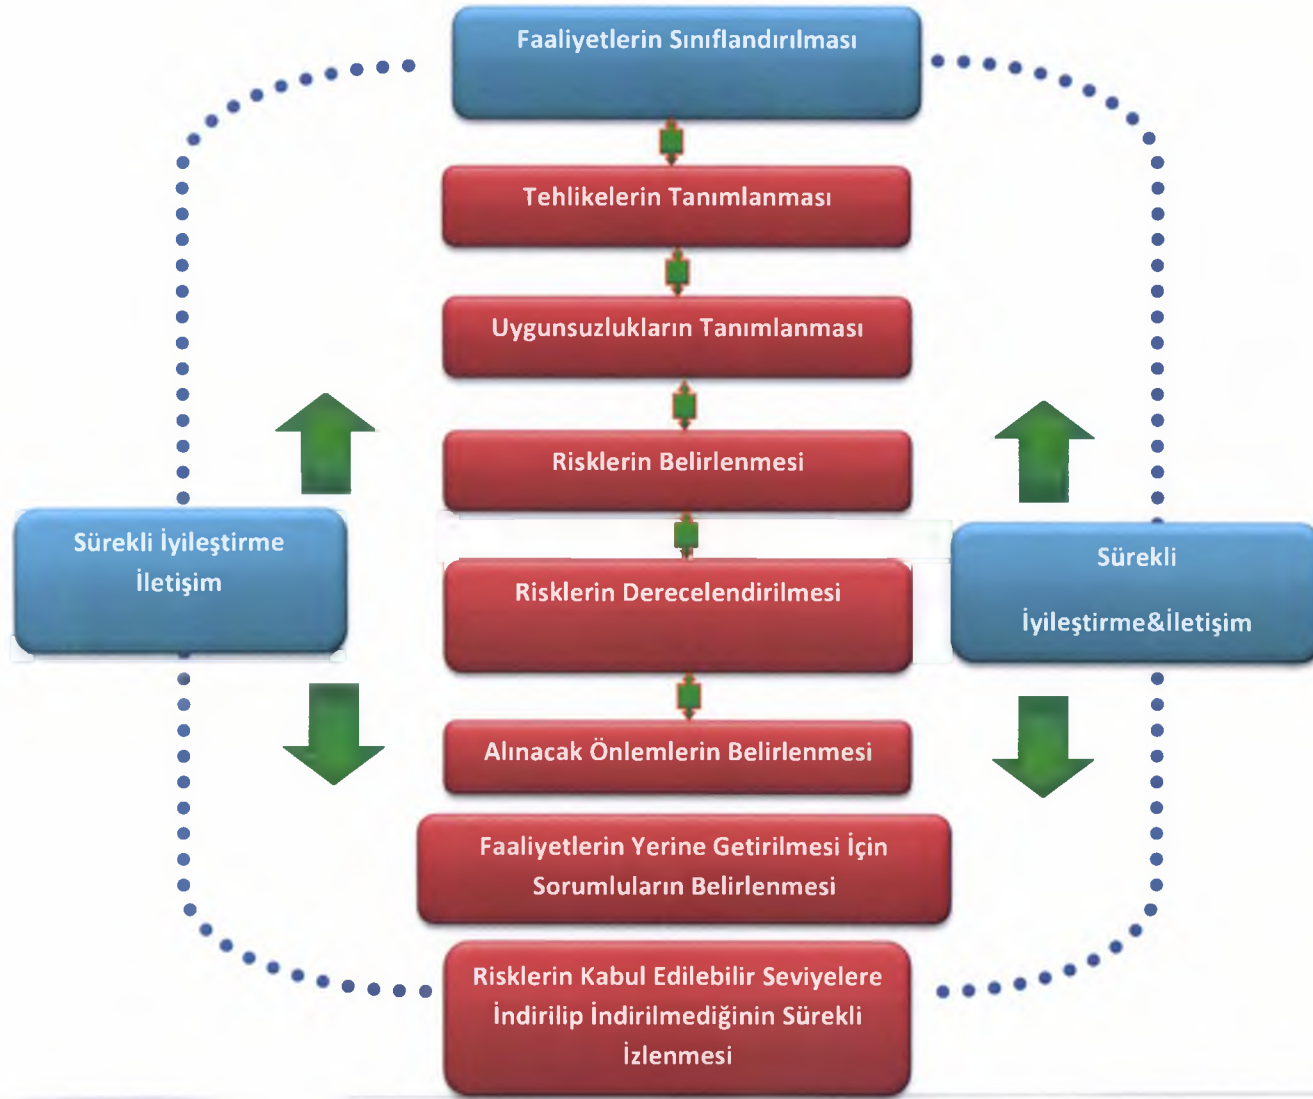 Faaliyetlerin Sınıflandırılması
Tehlikelerin Tanımlanması
Uygunsuzlukların Tanımlanması
Risklerin Belirlenmesi
Sürekli İyileştirme
İletişim
Risklerin Derecelendirilmesi
Sürekli
İyileştirme&İletişim
Alınacak Önlemlerin Belirlenmesi
Faaliyetlerin Yerine Getirilmesi İçin
Sorumluların Belirlenmesi
Risklerin Kabul Edilebilir Seviyelere
İndirilip İndirilmediğinin Sürekli
İzlenmesi